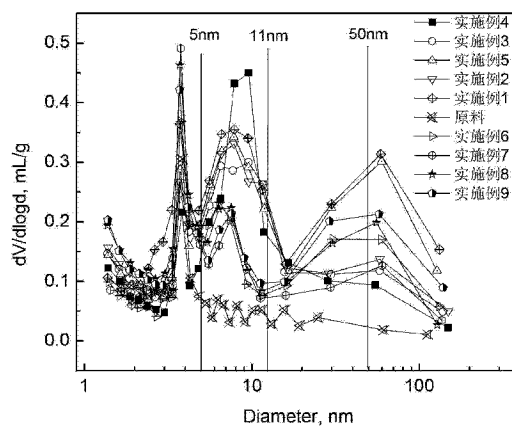 5nm 11nm 50nm
实施例4
实施例3
实施例5
实施例2
实施例1
原料
实施例6
实施例7
实施例8
实施例9
0.5
0.4
0.3
0.2
0.1
0.0
dV/dlogd, mL/g
1 10 100
Diameter, nm